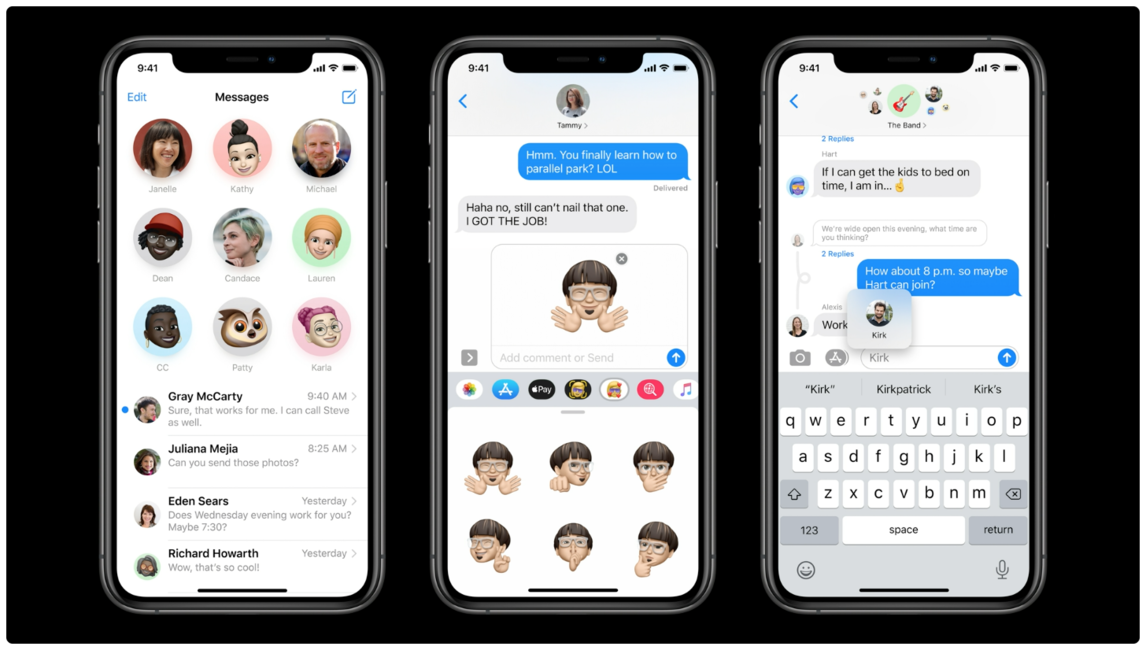 9:41
Edit
Messages
Janelle
Kathy
Michael
Dean
Candace
Lauren
CC
Patty
Karla
Gray McCarty
9:40 AM
Sure, that works for me. I can call Steve
as well.
Juliana Mejia
8:25 AM
Can you send those photos?
Eden Sears
Yesterday
Does Wednesday evening work for you?
Maybe 7:30?
Richard Howarth
Yesterday
Wow, that's so cool!
9:41
Tammy
Hmm. You finally learn how to
parallel park? LOL
Delivered
Haha no, still can't nail that one.
I GOT THE JOB!
Add comment or Send
Pay
9:41
The Band
2 Replies
Hart
If I can get the kids to bed on
time, I am in...
We're wide open this evening, what time are
you thinking?
2 Replies
How about 8 p.m. so maybe
Hart can join?
Alexis
Work
Kirk
Kirk
"Kirk"
Kirkpatrick
Kirk's
q w e r t y u i o p
a s d f g h j k l
z x c v b n m
123
space
return